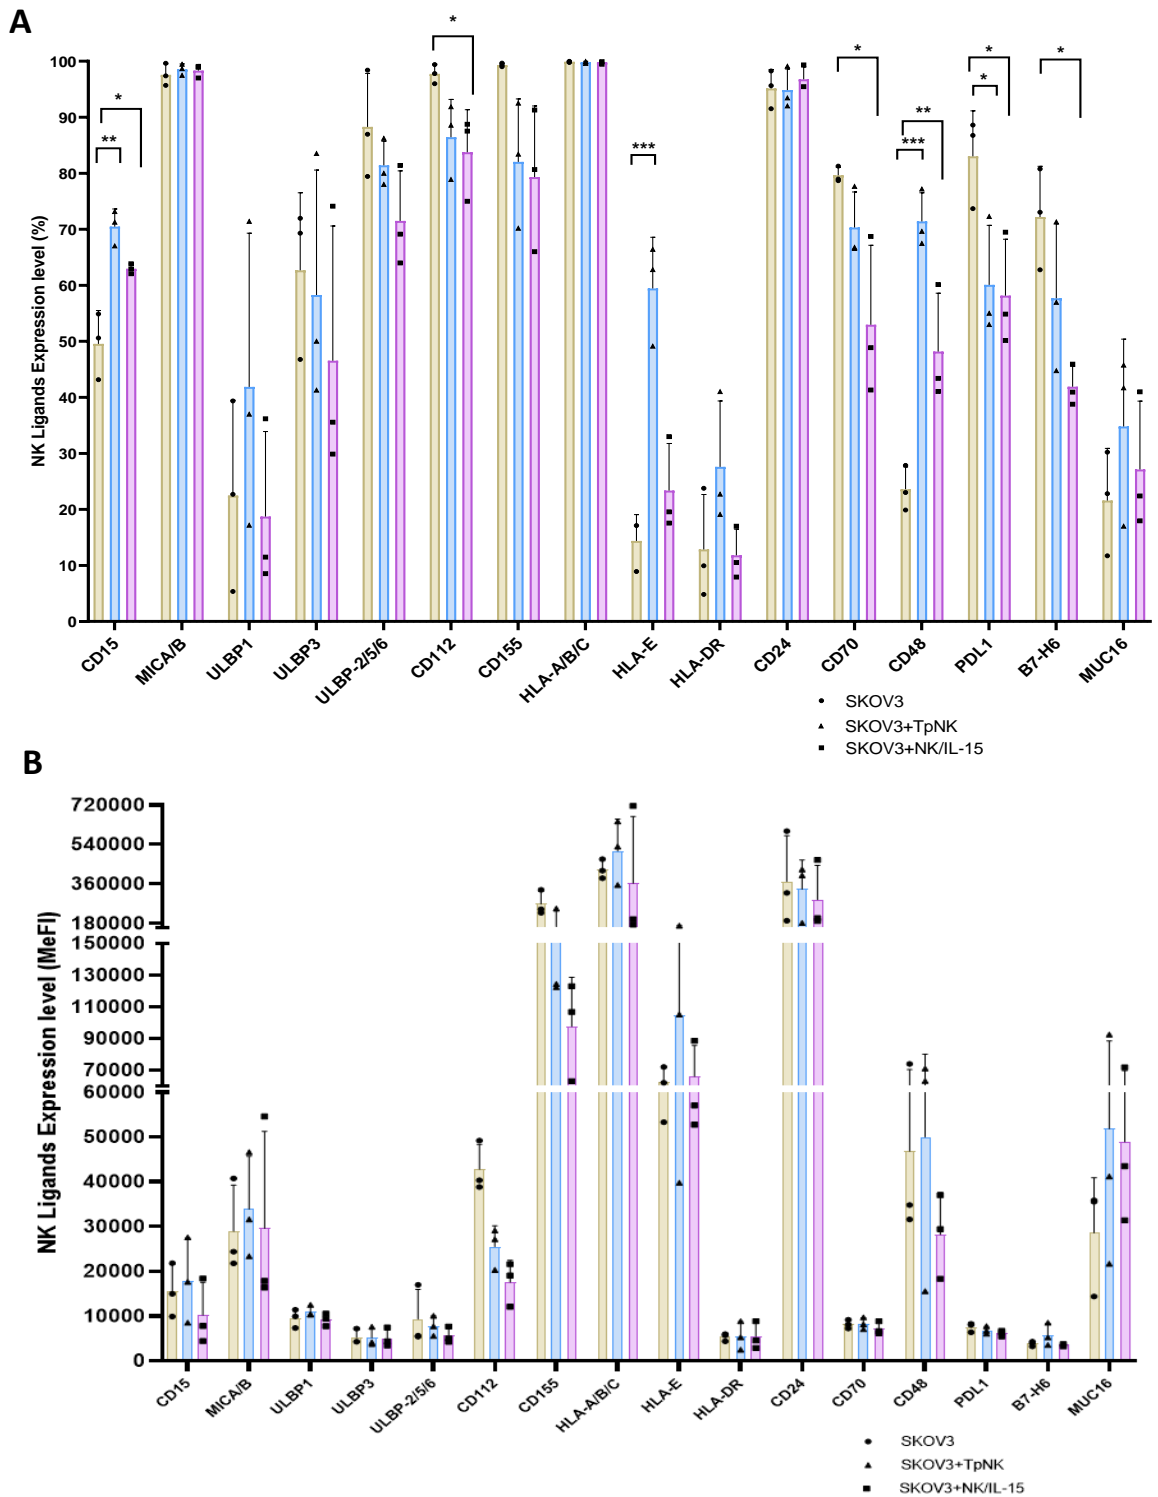 A
NK Ligands Expression level (%)
100
90
80
70
60
50
40
30
20
10
0
* ** * *** * ** *** * * *
CD15 MICA/B ULBP1 ULBP3 ULBP-2/5/6 CD112 CD155 HLA-A/B/C HLA-E HLA-DR CD24 CD70 CD48 PDL1 B7-H6 MUC16
SKOV3
SKOV3+TpNK
SKOV3+NK/IL-15
B
NK Ligands Expression level (MeFI)
720000
540000
360000
180000
150000
130000
110000
90000
70000
60000
50000
40000
30000
20000
10000
0
CD15 MICA/B ULBP1 ULBP3 ULBP-2/5/6 CD112 CD155 HLA-A/B/C HLA-E HLA-DR CD24 CD70 CD48 PDL1 B7-H6 MUC16
SKOV3
SKOV3+TpNK
SKOV3+NK/IL-15